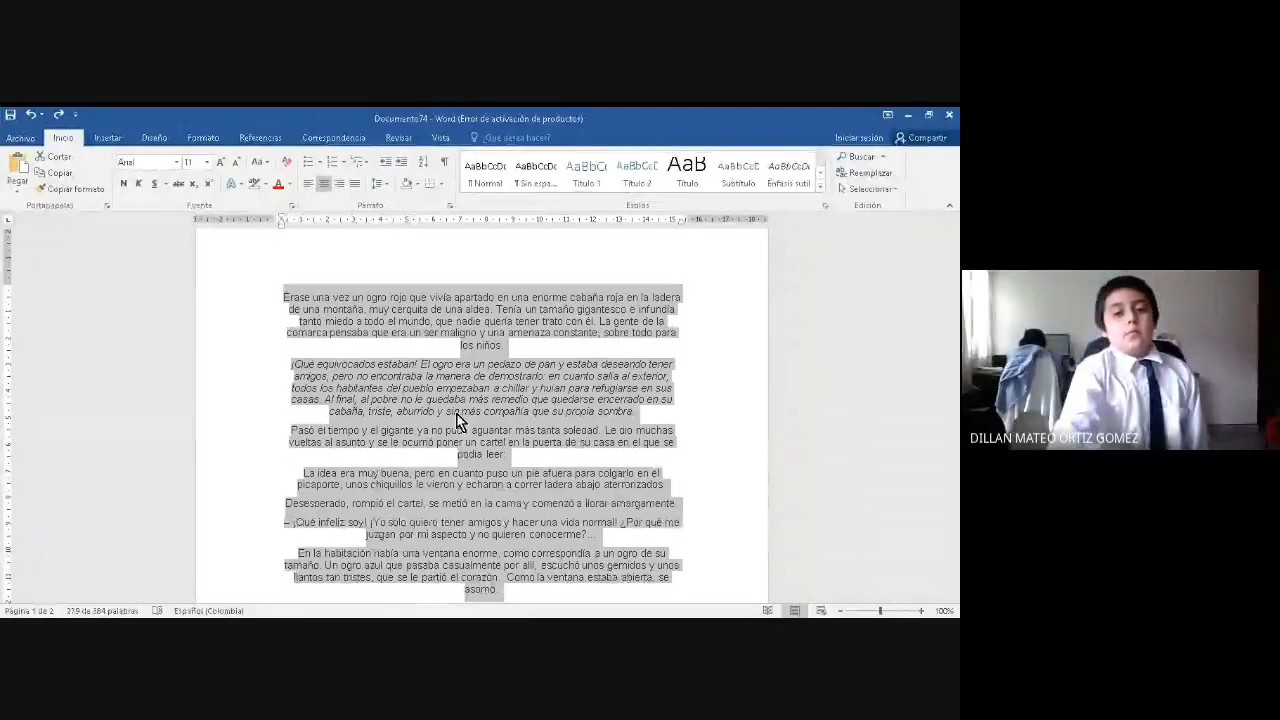 Documento74 - Word (Error de activación de productos)
Archivo Inicio Insertar Diseño Formato Referencias Correspondencia Revisar Vista ¿Qué desea hacer? Iniciar sesión Compartir
Pegar Cortar
Copiar
Copiar formato
Portapapeles
Arial 11
N K S abc
Fuente
Párrafo
AaBbCcDc AaBbCcDc AaBbC( AaBbCcC AaB AaBbCcD AaBbCcDc
¶ Normal ¶ Sin espa... Título 1 Título 2 Título Subtítulo Énfasis sutil
Estilos
Buscar
Reemplazar
Seleccionar
Edición
Erase una vez un ogro rojo que vivía apartado en una enorme cabaña roja en la ladera
de una montaña, muy cerquita de una aldea. Tenía un tamaño gigantesco e infundía
tanto miedo a todo el mundo, que nadie quería tener trato con él. La gente de la
comarca pensaba que era un ser maligno y una amenaza constante, sobre todo para
los niños.
¡Qué equivocados estaban! El ogro era un pedazo de pan y estaba deseando tener
amigos, pero no encontraba la manera de demostrarlo: en cuanto salía al exterior,
todos los habitantes del pueblo empezaban a chillar y huían para refugiarse en sus
casas. Al final, al pobre no le quedaba más remedio que quedarse encerrado en su
cabaña, triste, aburrido y sin más compañía que su propia sombra.
Pasó el tiempo y el gigante ya no pudo aguantar más tanta soledad. Le dio muchas
vueltas al asunto y se le ocurrió poner un cartel en la puerta de su casa en el que se
podía leer:
La idea era muy buena, pero en cuanto puso un pie afuera para colgarlo en el
picaporte, unos chiquillos le vieron y echaron a correr ladera abajo aterrorizados.
Desesperado, rompió el cartel, se metió en la cama y comenzó a llorar amargamente.
– ¡Qué infeliz soy! ¡Yo solo quiero tener amigos y hacer una vida normal! ¿Por qué me
juzgan por mi aspecto y no quieren conocerme?...
En la habitación había una ventana enorme, como correspondía a un ogro de su
tamaño. Un ogro azul que pasaba casualmente por allí, escuchó unos gemidos y unos
llantos tan tristes, que se le partió el corazón. Como la ventana estaba abierta, se
asomó.
Página 1 de 2 279 de 384 palabras Español (Colombia) 100%
DILLAN MATEO ORTIZ GOMEZ